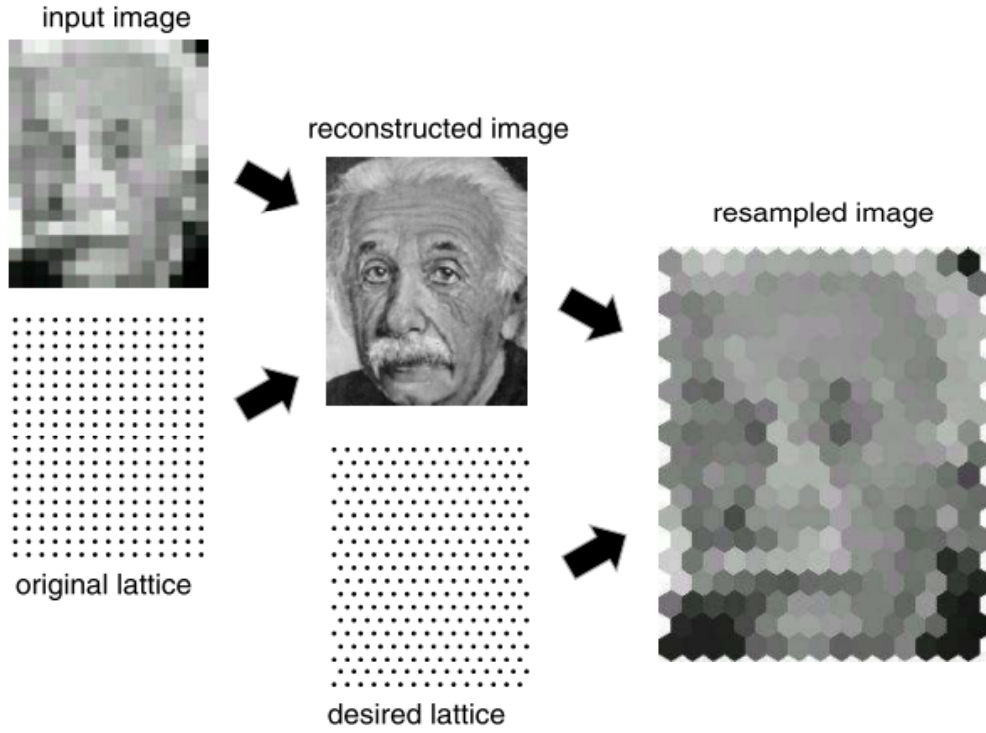 input image
reconstructed image
resampled image
original lattice
desired lattice